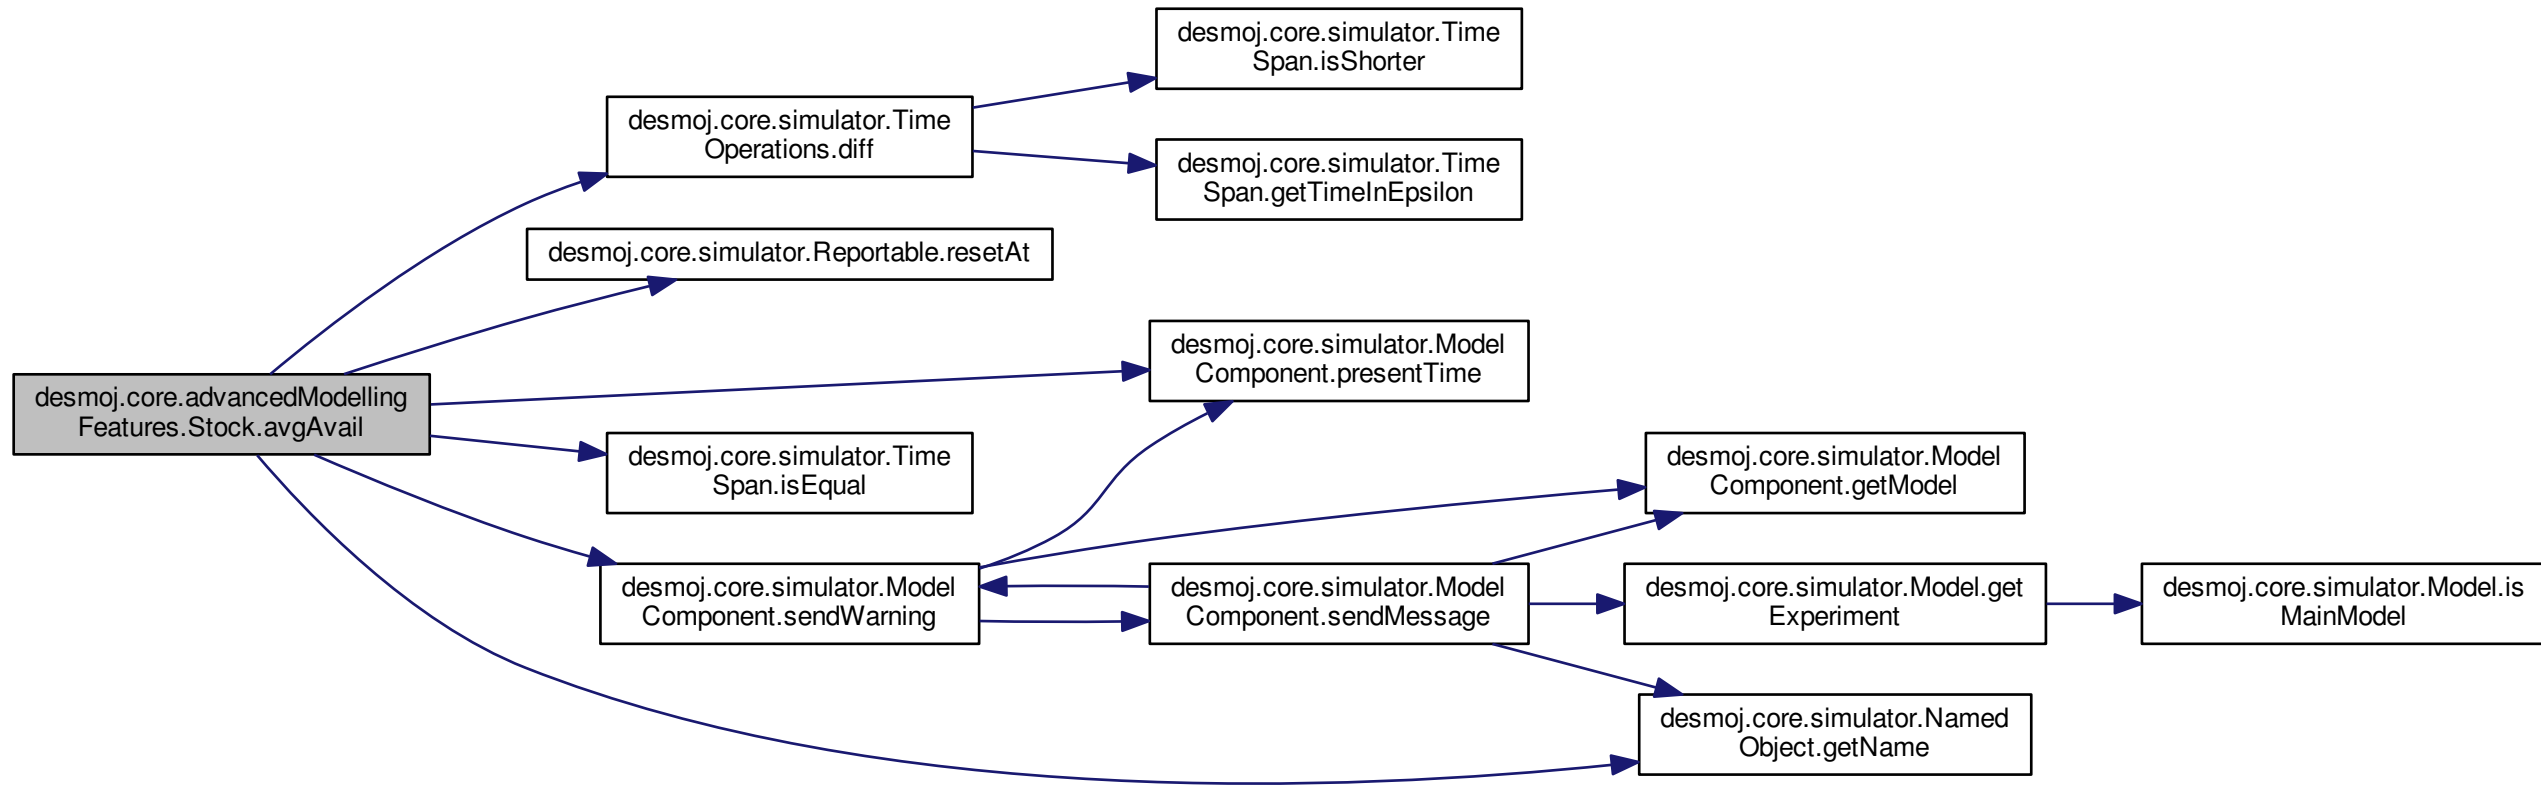 desmoj.core.simulator.Time
Span.isShorter
desmoj.core.simulator.Time
Operations.diff
desmoj.core.simulator.Time
Span.getTimeInEpsilon
desmoj.core.simulator.Reportable.resetAt
desmoj.core.simulator.Model
Component.presentTime
desmoj.core.advancedModelling
Features.Stock.avgAvail
desmoj.core.simulator.Time
Span.isEqual
desmoj.core.simulator.Model
Component.getModel
desmoj.core.simulator.Model
Component.sendWarning
desmoj.core.simulator.Model
Component.sendMessage
desmoj.core.simulator.Model.get
Experiment
desmoj.core.simulator.Model.is
MainModel
desmoj.core.simulator.Named
Object.getName